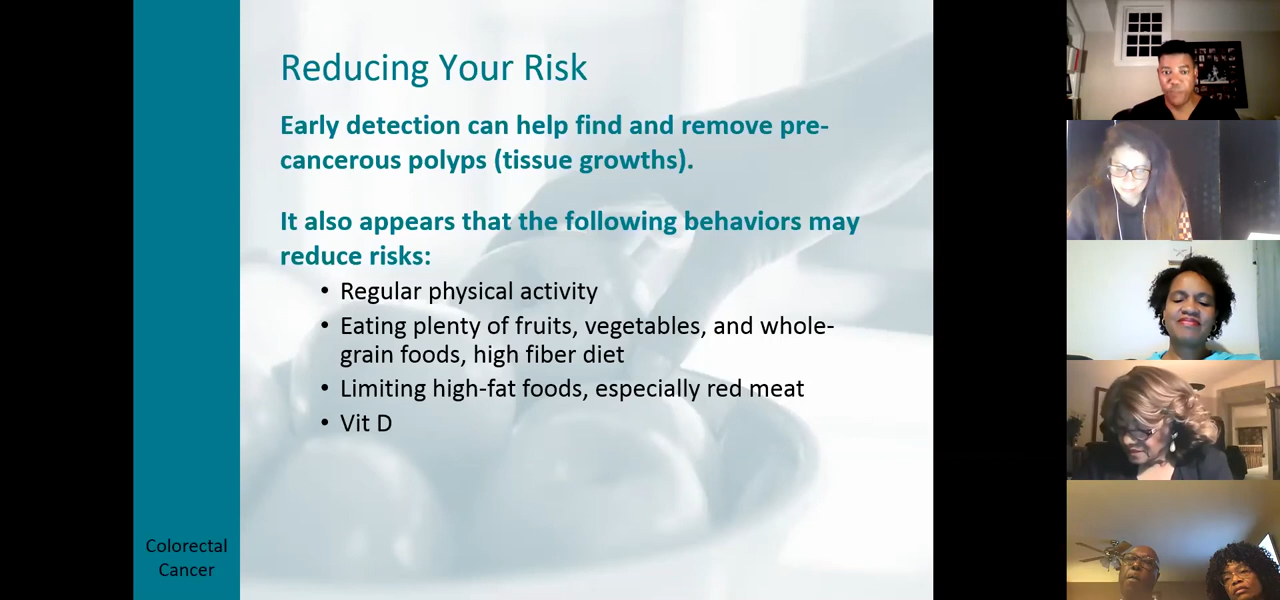 Reducing Your Risk
Early detection can help find and remove pre-
cancerous polyps (tissue growths).
It also appears that the following behaviors may
reduce risks:
• Regular physical activity
• Eating plenty of fruits, vegetables, and whole-
grain foods, high fiber diet
• Limiting high-fat foods, especially red meat
• Vit D
Colorectal
Cancer